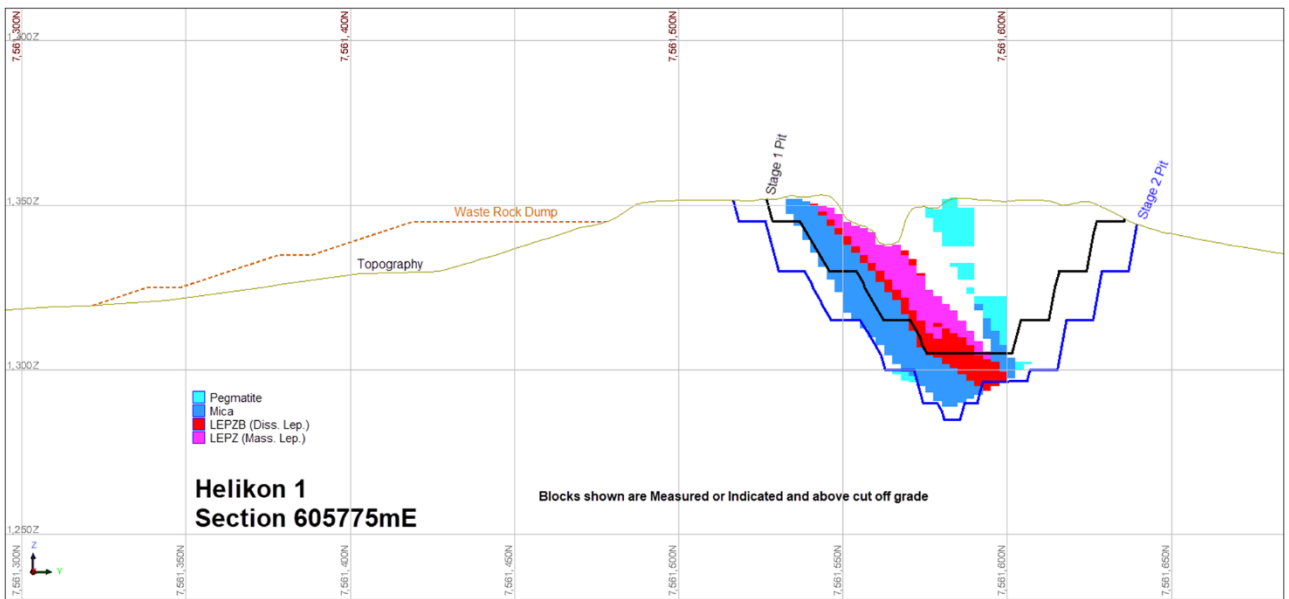 7,561,300N
7,561,400N
7,561,500N
7,561,600N
1,300Z
Stage 1 Pit
Stage 2 Pit
1,350Z
Waste Rock Dump
Topography
1,300Z
Pegmatite
Mica
LEPZB (Diss. Lep.)
LEPZ (Mass. Lep.)
Helikon 1
Section 605775mE
Blocks shown are Measured or Indicated and above cut off grade
1,250Z
Z
Y
7,561,300N
7,561,350N
7,561,400N
7,561,450N
7,561,500N
7,561,550N
7,561,600N
7,561,650N